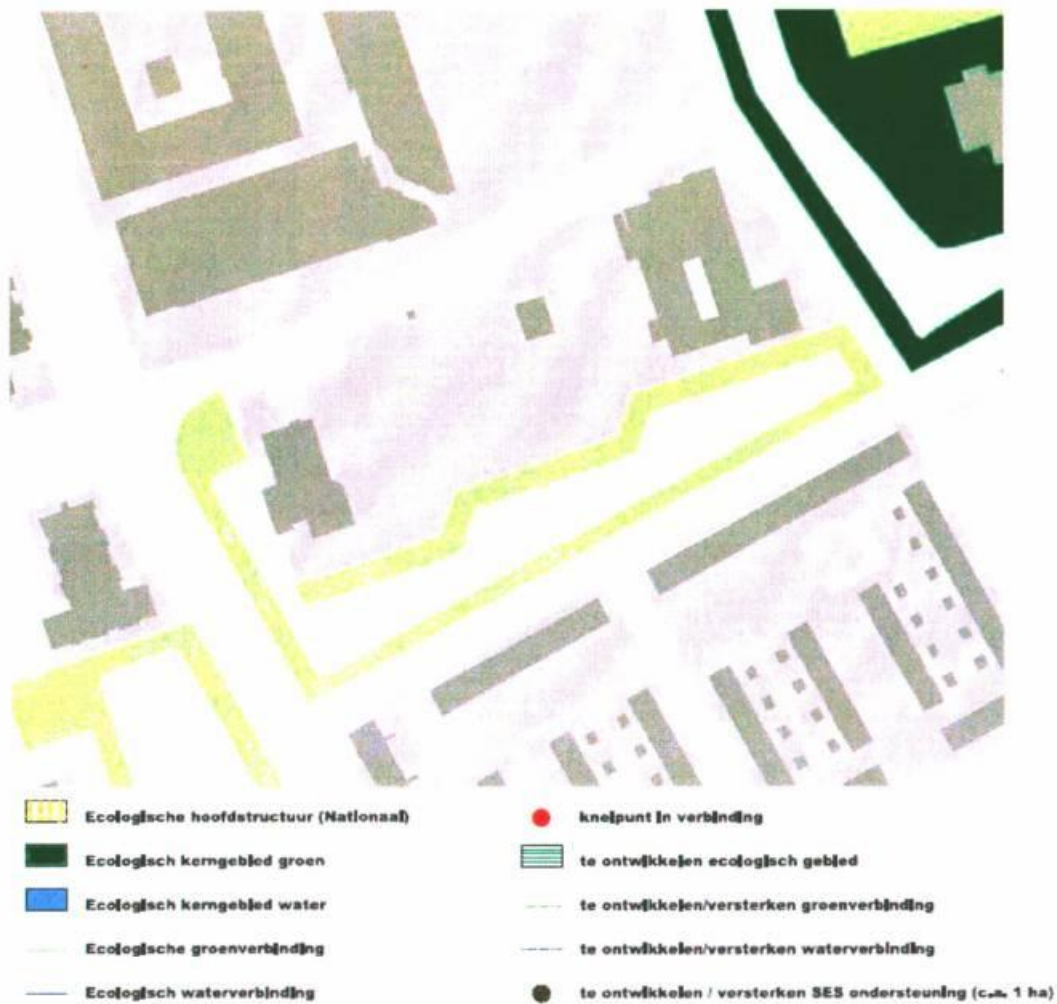 Ecologische hoofdstructuur (Nationaal)
Ecologisch kerngebied groen
Ecologisch kerngebied water
Ecologische groenverbinding
Ecologisch waterverbinding
knelpunt in verbinding
te ontwikkelen ecologisch gebied
te ontwikkelen/versterken groenverbinding
te ontwikkelen/versterken waterverbinding
te ontwikkelen / versterken SES ondersteuning (c.a. 1 ha)